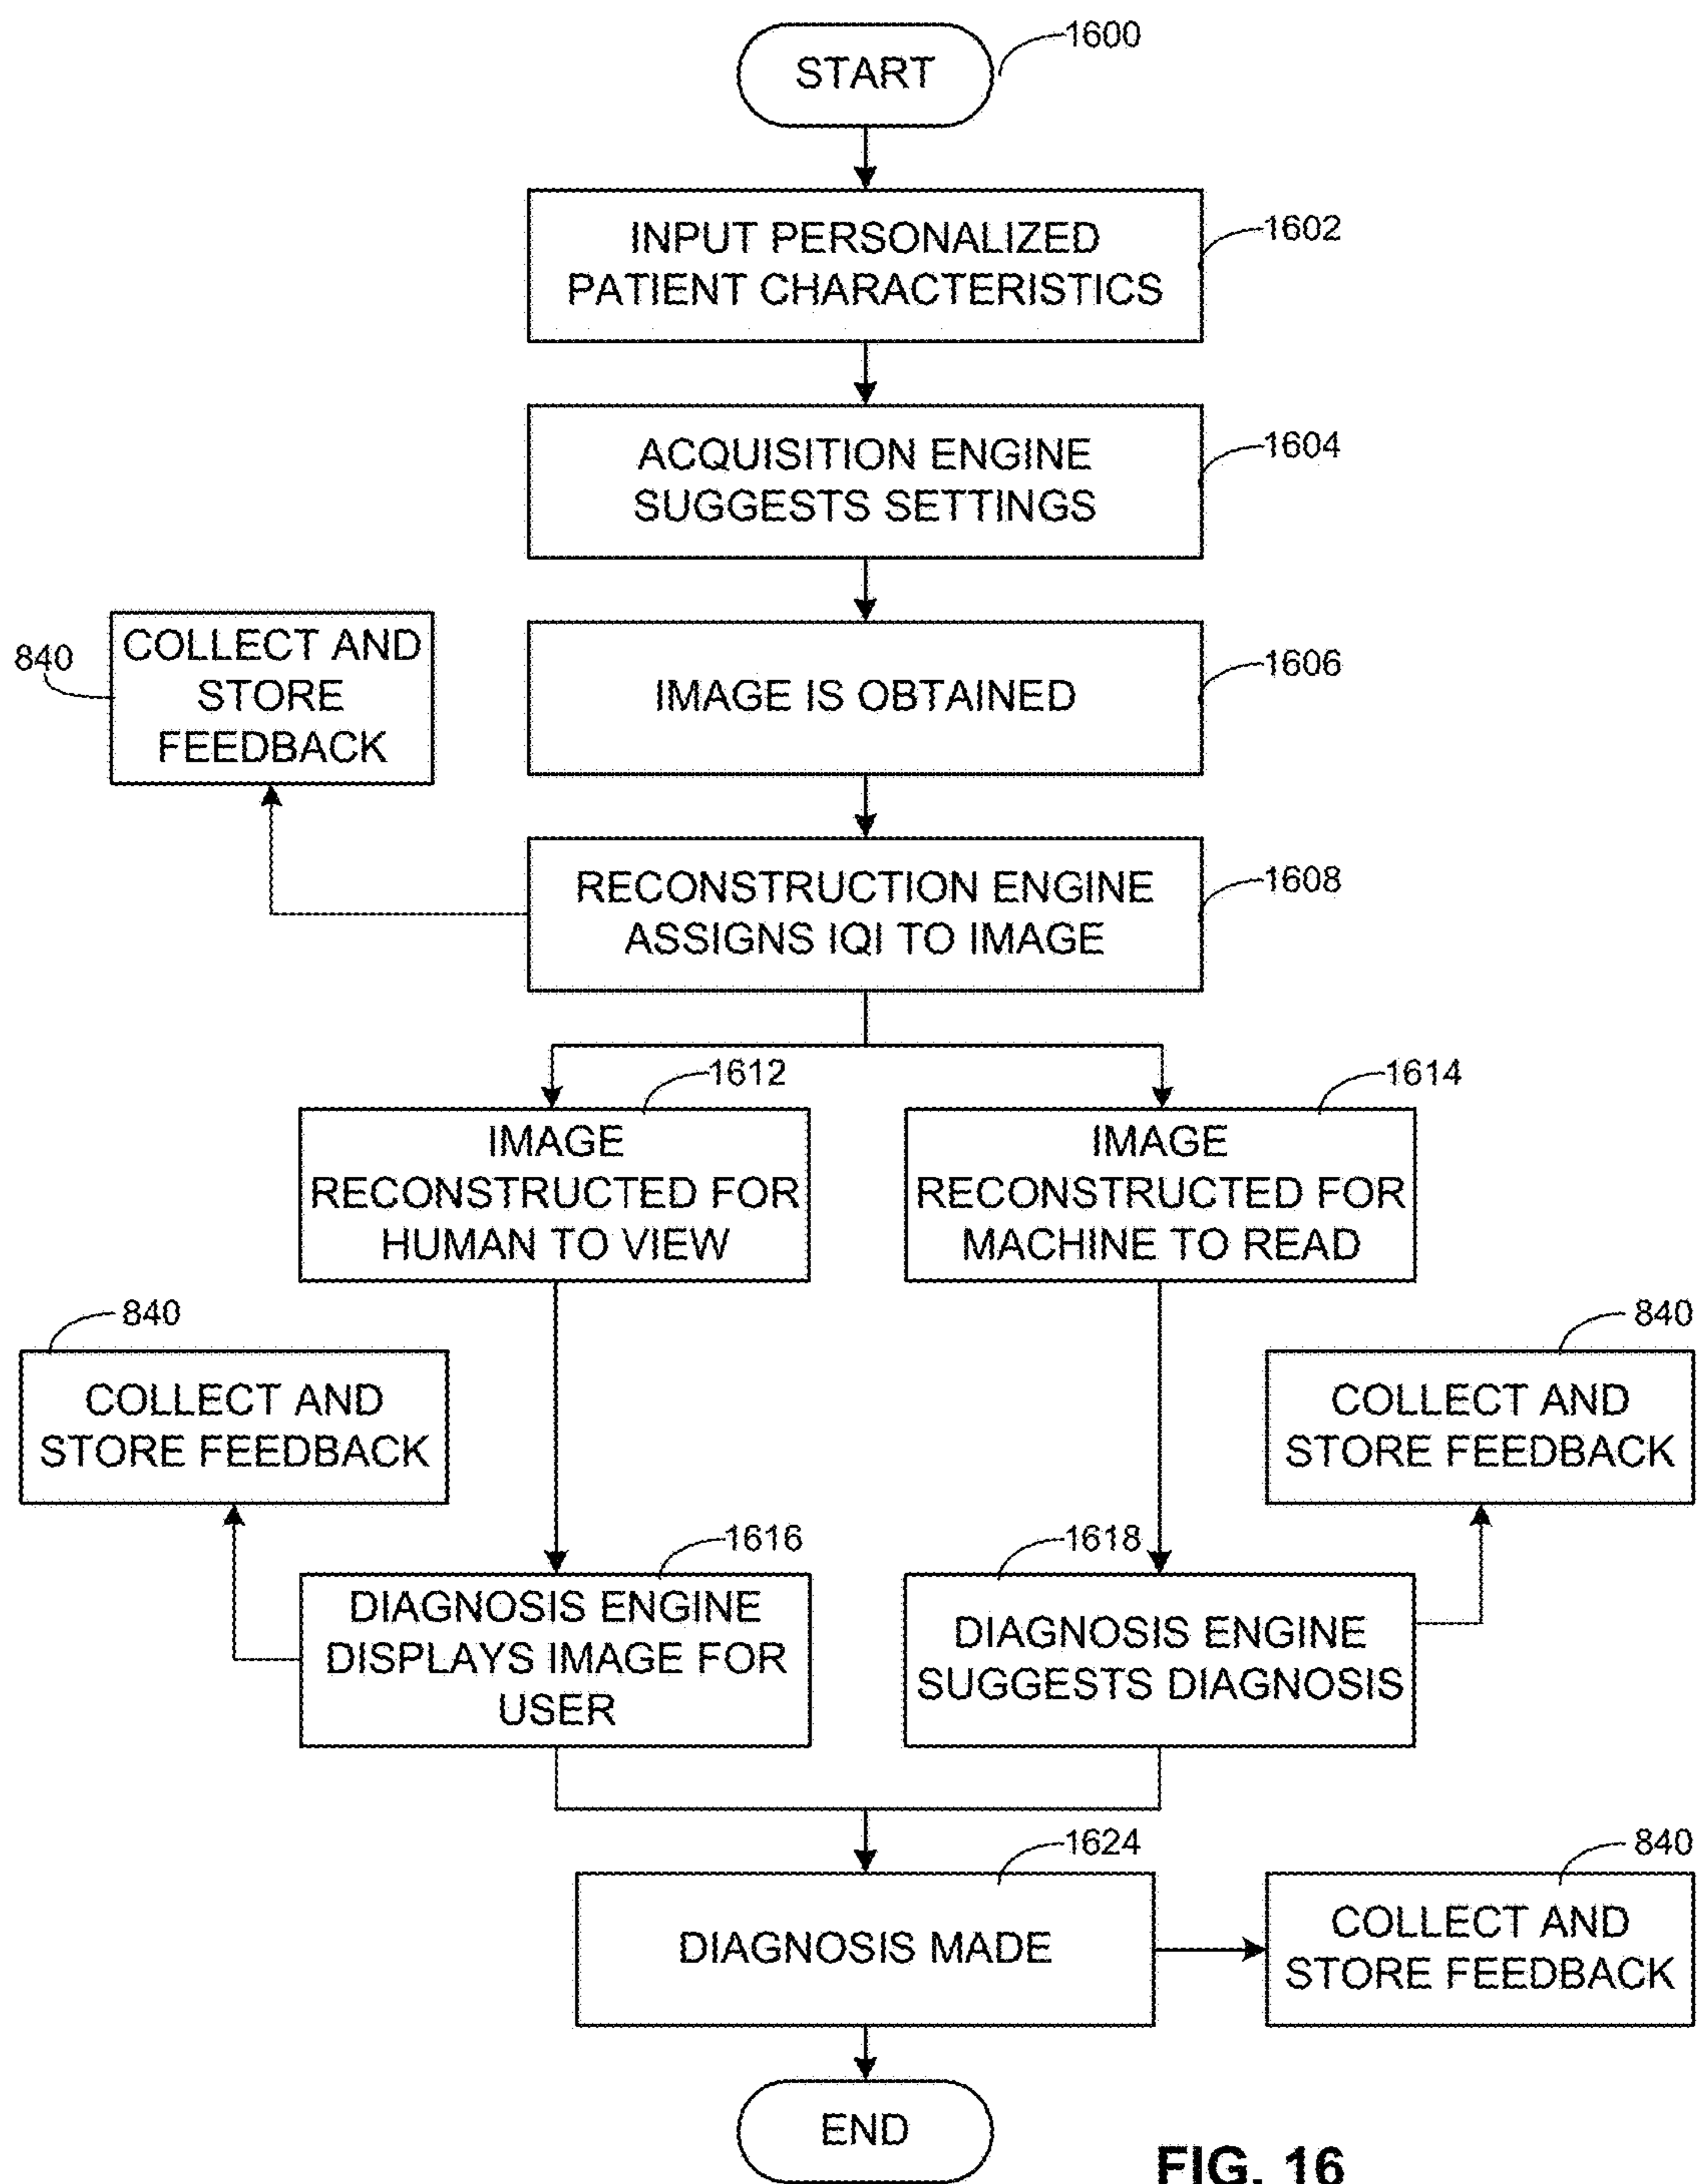 START
1600
INPUT PERSONALIZED
PATIENT CHARACTERISTICS
1602
ACQUISITION ENGINE
SUGGESTS SETTINGS
1604
COLLECT AND
STORE
FEEDBACK
840
IMAGE IS OBTAINED
1606
RECONSTRUCTION ENGINE
ASSIGNS IQI TO IMAGE
1608
1612
IMAGE
RECONSTRUCTED FOR
HUMAN TO VIEW
1614
IMAGE
RECONSTRUCTED FOR
MACHINE TO READ
840
COLLECT AND
STORE FEEDBACK
840
COLLECT AND
STORE FEEDBACK
1616
DIAGNOSIS ENGINE
DISPLAYS IMAGE FOR
USER
1618
DIAGNOSIS ENGINE
SUGGESTS DIAGNOSIS
1624
DIAGNOSIS MADE
840
COLLECT AND
STORE FEEDBACK
END
FIG. 16